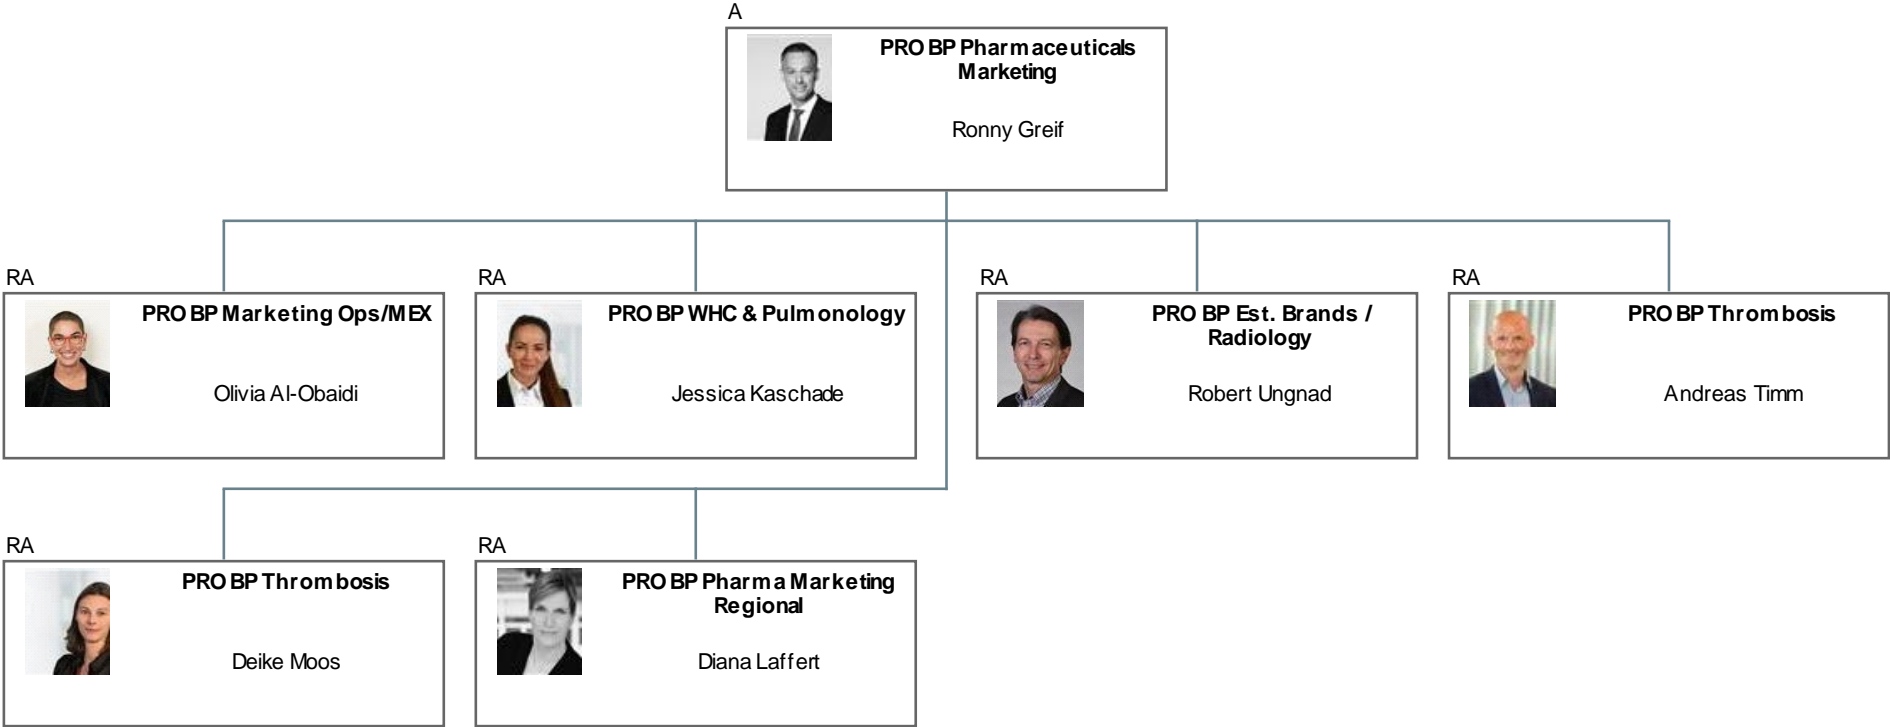 A
PRO BP Pharmaceuticals
Marketing
Ronny Greif
RA
PRO BP Marketing Ops/MEX
Olivia Al-Obaidi
RA
PRO BP WHC & Pulmonology
Jessica Kaschade
RA
PRO BP Est. Brands /
Radiology
Robert Ungnad
RA
PRO BP Thrombosis
Andreas Timm
RA
PRO BP Thrombosis
Deike Moos
RA
PRO BP Pharma Marketing
Regional
Diana Laffert